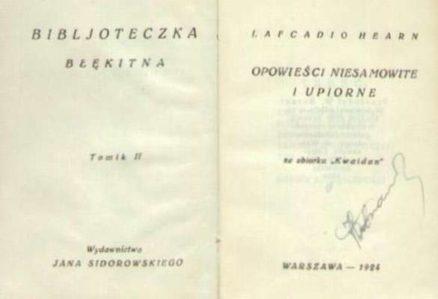 BIBLJOTECZKA
BŁĘKITNA
Tomik II
Wydawnictwo
JANA SIDOROWSKIEGO
LAFCADIO HEARN
OPOWIEŚCI NIESAMOWITE
I UPIORNE
ze zbiorku „Kwaidan"
WARSZAWA — 1924